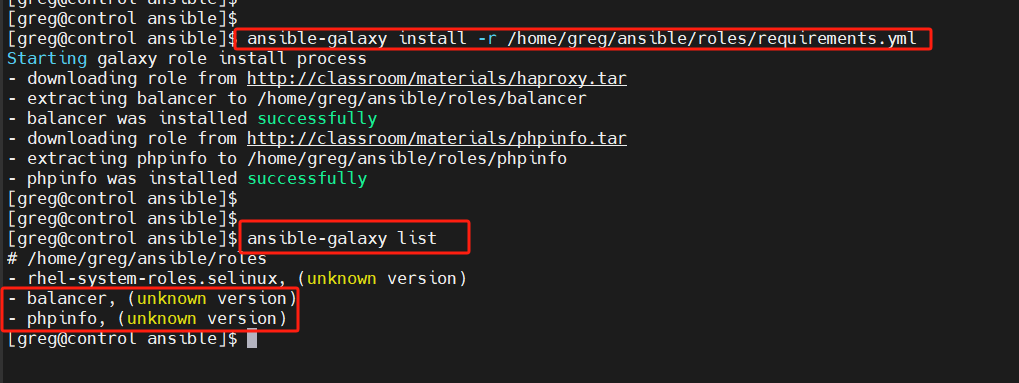 [greg@control ansible]$
[greg@control ansible]$
[greg@control ansible]$ ansible-galaxy install -r /home/greg/ansible/roles/requirements.yml
Starting galaxy role install process
- downloading role from http://classroom/materials/haproxy.tar
- extracting balancer to /home/greg/ansible/roles/balancer
- balancer was installed successfully
- downloading role from http://classroom/materials/phpinfo.tar
- extracting phpinfo to /home/greg/ansible/roles/phpinfo
- phpinfo was installed successfully
[greg@control ansible]$
[greg@control ansible]$
[greg@control ansible]$ ansible-galaxy list
# /home/greg/ansible/roles
- rhel-system-roles.selinux, (unknown version)
- balancer, (unknown version)
- phpinfo, (unknown version)
[greg@control ansible]$